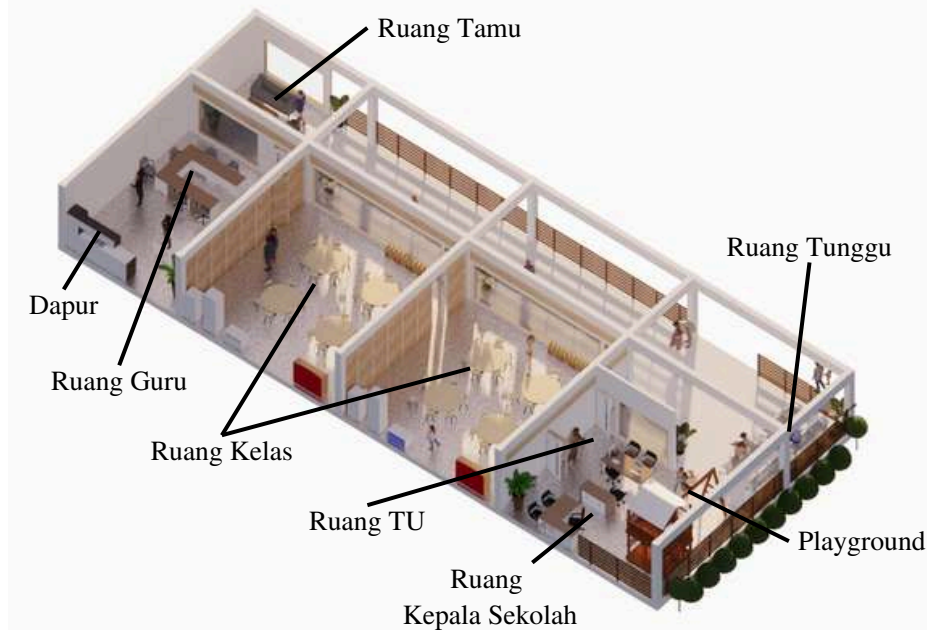 Ruang Tamu
Ruang Tunggu
Dapur
Ruang Guru
Ruang Kelas
Ruang TU
Playground
Ruang
Kepala Sekolah